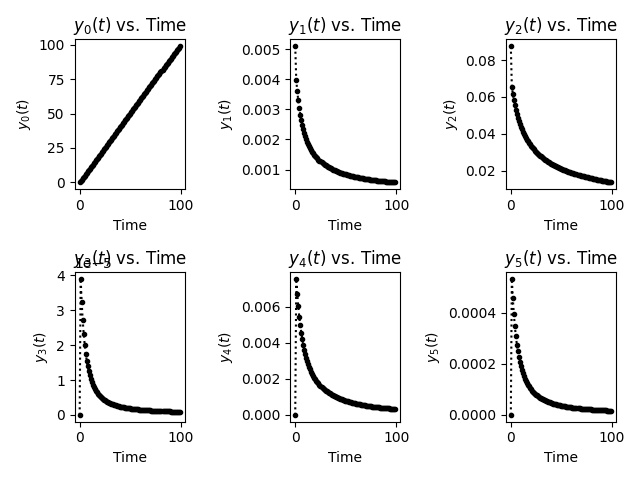 y₀(t) vs. Time
y₁(t) vs. Time
y₂(t) vs. Time
100
75
50
25
0
y₀(t)
0
100
Time
0.005
0.004
0.003
0.002
0.001
y₁(t)
0
100
Time
0.08
0.06
0.04
0.02
y₂(t)
0
100
Time
y₃(t) vs. Time
1e−5
y₄(t) vs. Time
y₅(t) vs. Time
4
3
2
1
0
y₃(t)
0
100
Time
0.006
0.004
0.002
0.000
y₄(t)
0
100
Time
0.0004
0.0002
0.0000
y₅(t)
0
100
Time